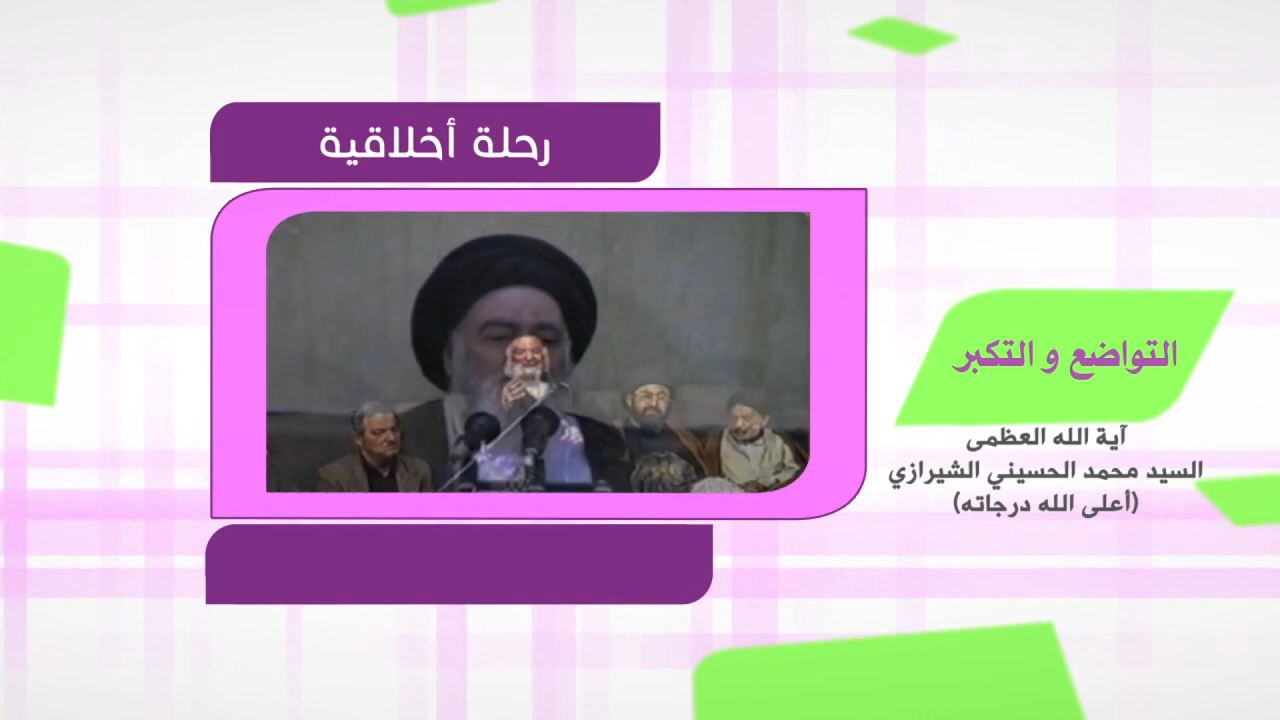 رحلة أخلاقية
التواضع و التكبر
آية الله العظمى
السيد محمد الحسيني الشيرازي
(أعلى الله درجاته)